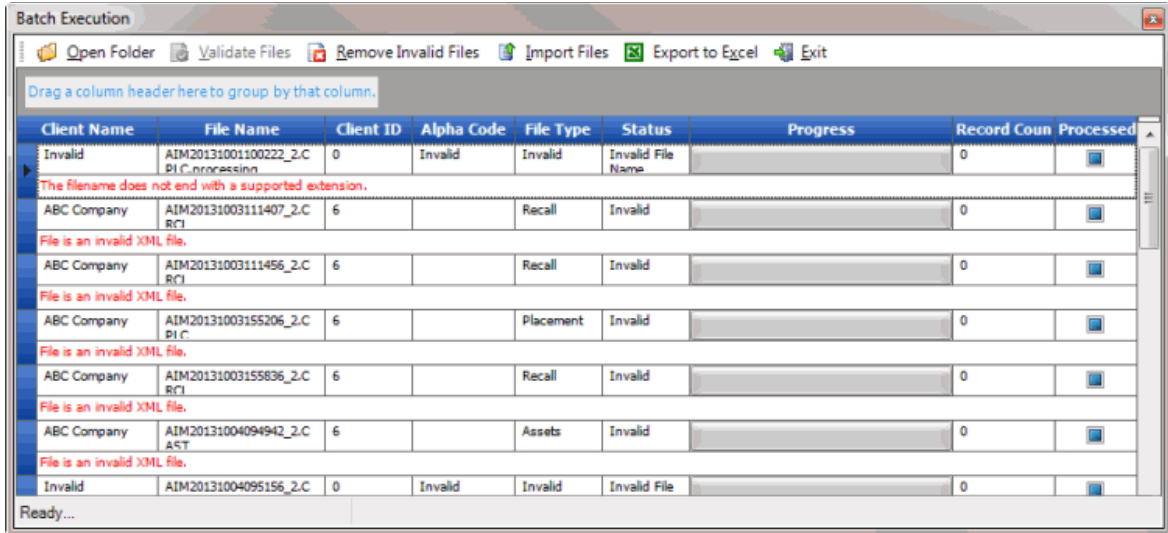 Batch Execution
Open Folder Validate Files Remove Invalid Files Import Files Export to Excel Exit
Drag a column header here to group by that column.
Client Name File Name Client ID Alpha Code File Type Status Progress Record Coun Processed
Invalid AIM20131001100222_2.C 0 Invalid Invalid Invalid File 0
PLC-processing Name
The filename does not end with a supported extension.
ABC Company AIM20131003111407_2.C 6 Recall Invalid 0
RCL
File is an invalid XML file.
ABC Company AIM20131003111456_2.C 6 Recall Invalid 0
RCL
File is an invalid XML file.
ABC Company AIM20131003155206_2.C 6 Placement Invalid 0
PLC
File is an invalid XML file.
ABC Company AIM20131003155836_2.C 6 Recall Invalid 0
RCL
File is an invalid XML file.
ABC Company AIM20131004094942_2.C 6 Assets Invalid 0
AST
File is an invalid XML file.
Invalid AIM20131004095156_2.C 0 Invalid Invalid Invalid File 0
Ready...